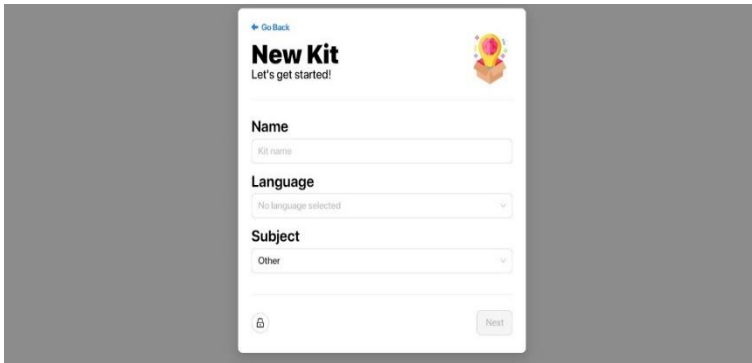 Go Back
New Kit
Let's get started!
Name
Kit name
Language
No language selected
Subject
Other
Next